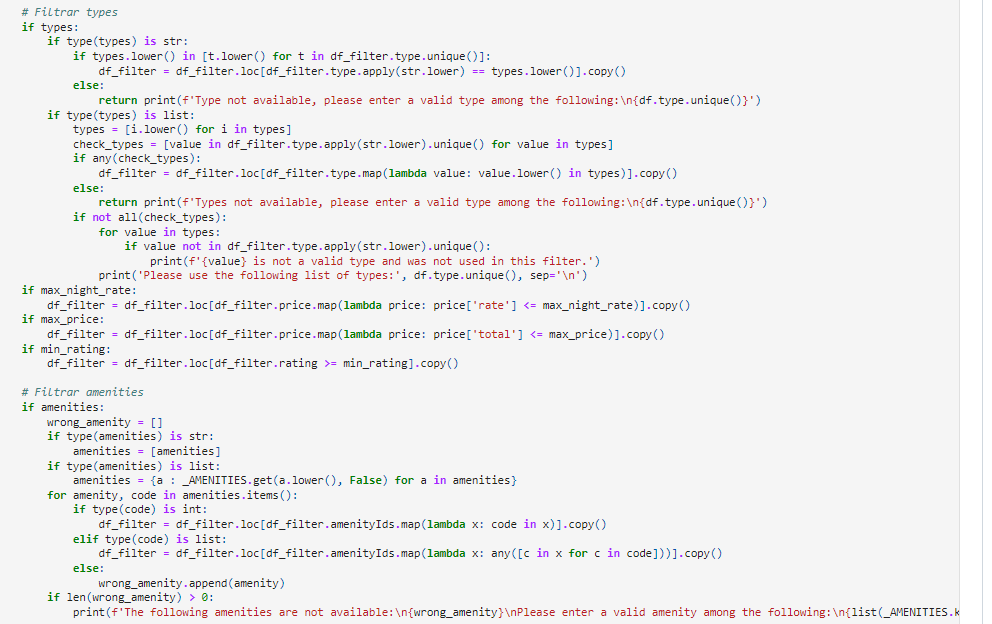 # Filtrar types
if types:
    if type(types) is str:
        if types.lower() in [t.lower() for t in df_filter.type.unique()]:
            df_filter = df_filter.loc[df_filter.type.apply(str.lower) == types.lower()].copy()
        else:
            return print(f'Type not available, please enter a valid type among the following:\n{df.type.unique()}')
    if type(types) is list:
        types = [i.lower() for i in types]
        check_types = [value in df_filter.type.apply(str.lower).unique() for value in types]
        if any(check_types):
            df_filter = df_filter.loc[df_filter.type.map(lambda value: value.lower() in types)].copy()
        else:
            return print(f'Types not available, please enter a valid type among the following:\n{df.type.unique()}')
        if not all(check_types):
            for value in types:
                if value not in df_filter.type.apply(str.lower).unique():
                    print(f'{value} is not a valid type and was not used in this filter.')
            print('Please use the following list of types:', df.type.unique(), sep='\n')
if max_night_rate:
    df_filter = df_filter.loc[df_filter.price.map(lambda price: price['rate'] <= max_night_rate)].copy()
if max_price:
    df_filter = df_filter.loc[df_filter.price.map(lambda price: price['total'] <= max_price)].copy()
if min_rating:
    df_filter = df_filter.loc[df_filter.rating >= min_rating].copy()

# Filtrar amenities
if amenities:
    wrong_amenity = []
    if type(amenities) is str:
        amenities = [amenities]
    if type(amenities) is list:
        amenities = {a : _AMENITIES.get(a.lower(), False) for a in amenities}
    for amenity, code in amenities.items():
        if type(code) is int:
            df_filter = df_filter.loc[df_filter.amenityIds.map(lambda x: code in x)].copy()
        elif type(code) is list:
            df_filter = df_filter.loc[df_filter.amenityIds.map(lambda x: any([c in x for c in code]))].copy()
        else:
            wrong_amenity.append(amenity)
    if len(wrong_amenity) > 0:
        print(f'The following amenities are not available:\n{wrong_amenity}\nPlease enter a valid amenity among the following:\n{list(_AMENITIES.k